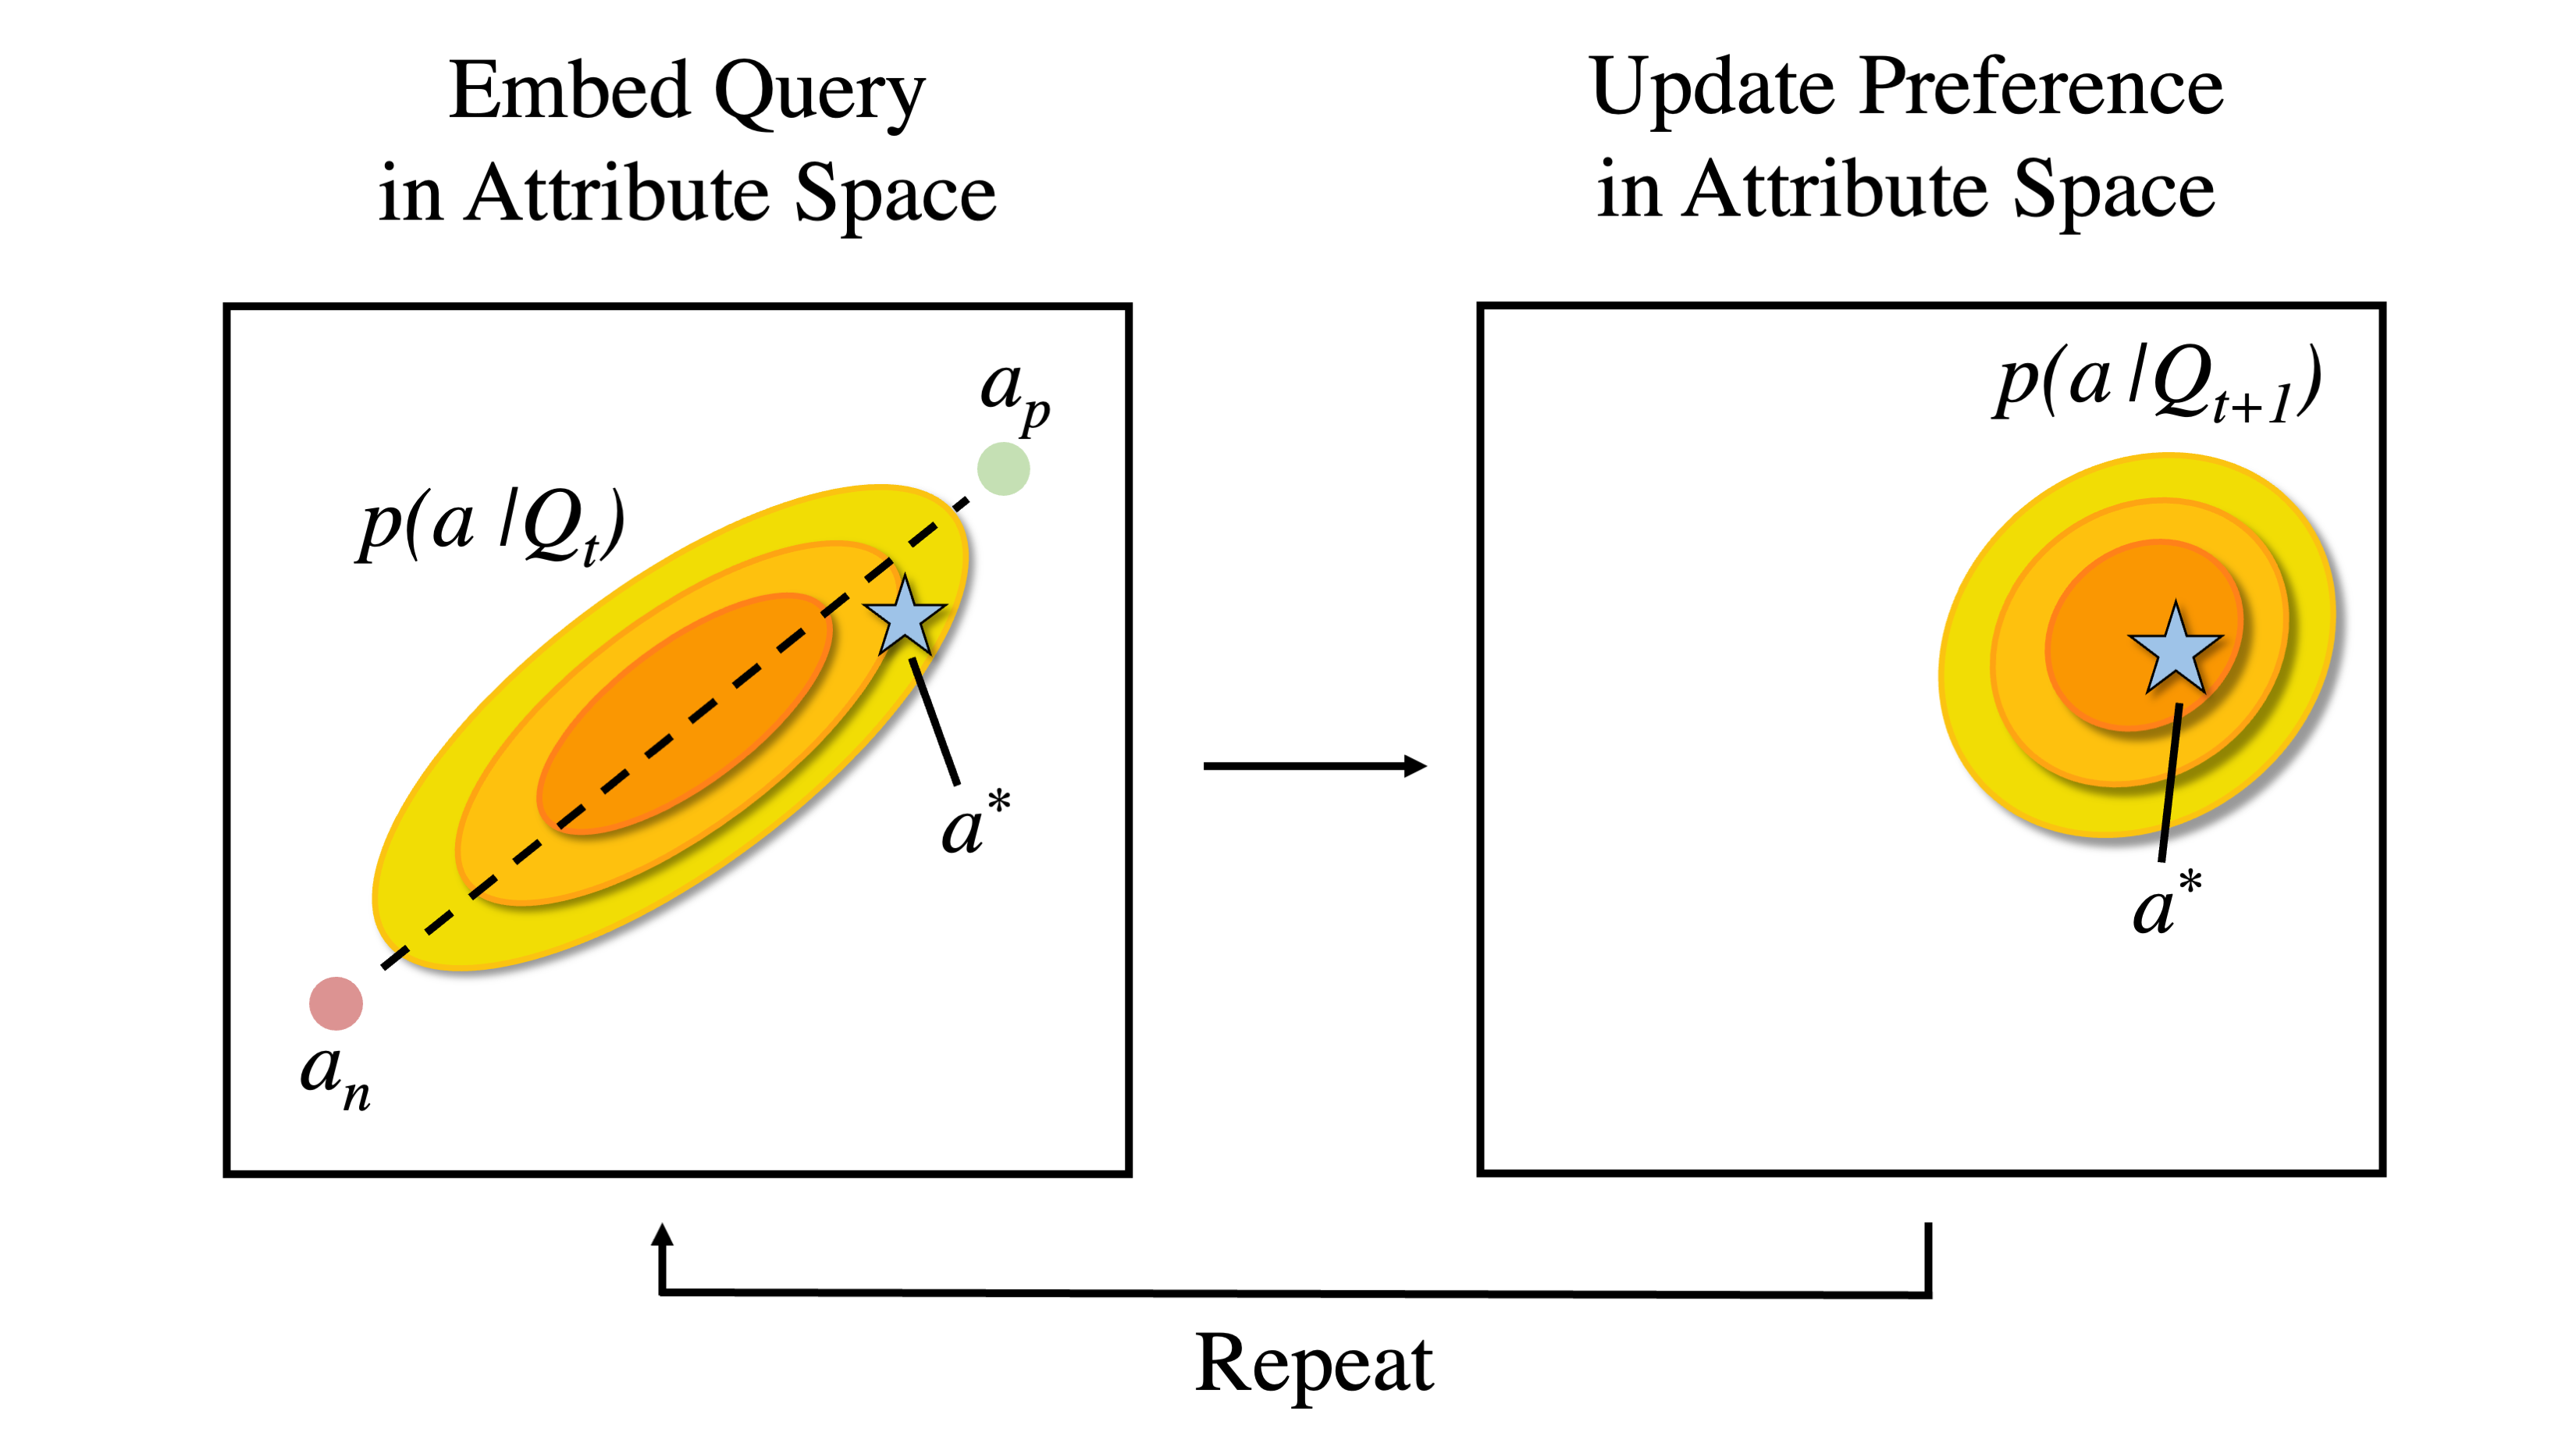 Embed Query
in Attribute Space
Update Preference
in Attribute Space
a_p
p(a |Q_t)
a*
a_n
p(a |Q_{t+1})
a*
Repeat